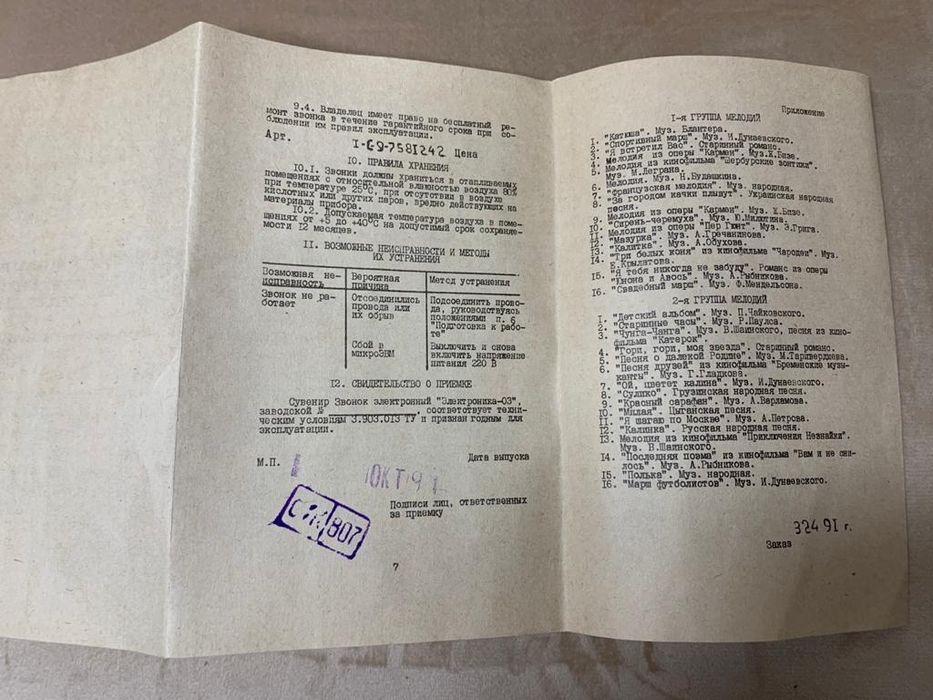 9.4. Владелец имеет право на бесплатный ре-
монт звонка в течение гарантийного срока при со-
блюдении им правил эксплуатации.
Арт. I-69-7581242 Цена
10. ПРАВИЛА ХРАНЕНИЯ
10.1. Звонки должны храниться в отапливаемых
помещениях с относительной влажностью воздуха 80%
при температуре 25°С, при отсутствии в воздухе
кислотных или других паров, вредно действующих на
материалы прибора.
10.2. Допускаемая температура воздуха в поме-
щениях от +5 до +40°С на допустимый срок сохраняе-
мости 12 месяцев.
11. ВОЗМОЖНЫЕ НЕИСПРАВНОСТИ И МЕТОДЫ
ИХ УСТРАНЕНИЯ
Возможная не-
исправность
Вероятная
причина
Метод устранения
Звонок не ра-
ботает
Отсоединились
провода или
их обрыв
Подсоединить прово-
да, руководствуясь
положениями п. 6
"Подготовка к рабо-
те"
Сбой в
микроЭВМ
Выключить и снова
включить напряжение
питания 220 В
12. СВИДЕТЕЛЬСТВО О ПРИЕМКЕ
Сувенир Звонок электронный "Электроника-03",
заводской № , соответствует техни-
ческим условиям 3.903.013 ТУ и признан годным для
эксплуатации.
М.П.
Дата выпуска
ОКТ 19
Подписи лиц, ответственных
за приемку
807
7
Приложение
1-я ГРУППА МЕЛОДИЙ
1. "Катюша". Муз. Блантера.
2. "Спортивный марш". Муз. И.Дунаевского.
3. "Я встретил Вас". Старинный романс.
4. Мелодия из оперы "Кармен". Муз.Ж.Бизе.
5. Мелодия из кинофильма "Шербурские зонтики".
Муз. М.Леграна.
6. Мелодия. Муз. Н.Будашкина.
7. "Французская мелодия". Муз. народная.
8. "За городом качки плывут". Украинская народная
песня.
9. Мелодия из оперы "Кармен". Муз. Ж.Бизе.
10. "Сирень-черемуха". Муз. Ю.Милютина.
11. Мелодия из оперы "Пер Гюнт". Муз. Э.Грига.
12. "Мазурка". Муз. А.Гречанинова.
13. "Калитка". Муз. А.Обухова.
14. "Три белых коня" из кинофильма "Чародеи". Муз.
Е.Крылатова.
15. "Я тебя никогда не забуду". Романс из оперы
"Юнона и Авось". Муз. А.Рыбникова.
16. "Свадебный марш". Муз. Ф.Мендельсона.
2-я ГРУППА МЕЛОДИЙ
1. "Детский альбом". Муз. П.Чайковского.
2. "Старинные часы". Муз. Р.Паулса.
3. "Чунга-Чанга". Муз. В.Шаинского, песня из кино-
фильма "Катерок".
4. "Гори, гори, моя звезда". Старинный романс.
5. "Песня о далекой Родине". Муз. М.Таривердиева.
6. "Песня друзей" из кинофильма "Бременские музы-
канты". Муз. Г.Гладкова.
7. "Ой, цветет калина". Муз. И.Дунаевского.
8. "Сулико". Грузинская народная песня.
9. "Красный сарафан". Муз. А.Варламова.
10. "Милая". Цыганская песня.
11. "Я шагаю по Москве". Муз. А.Петрова.
12. "Калинка". Русская народная песня.
13. Мелодия из кинофильма "Приключения Незнайки".
Муз. В.Шаинского.
14. "Последняя поэма" из кинофильма "Вам и не сни-
лось". Муз. А.Рыбникова.
15. "Полька". Муз. народная.
16. "Марш футболистов". Муз. И.Дунаевского.
324 91 г.
Заказ